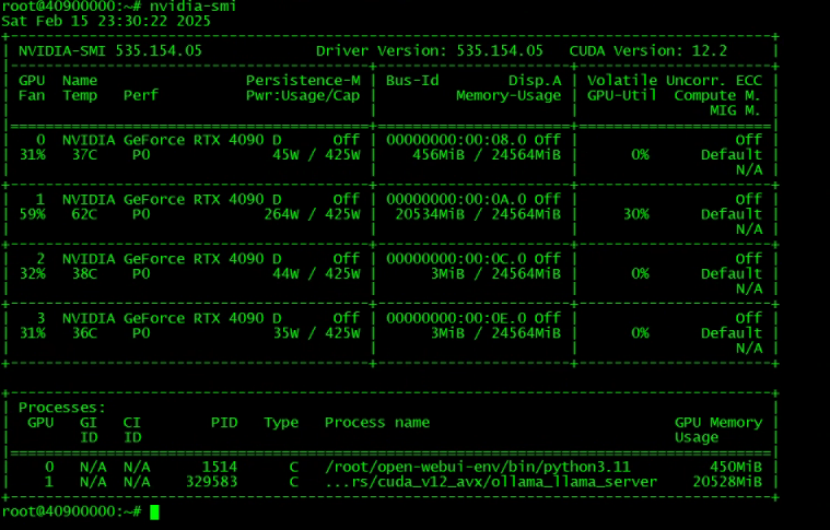 root@40900000:~# nvidia-smi
Sat Feb 15 23:30:22 2025
+---------------------------------------------------------------------------------------+
| NVIDIA-SMI 535.154.05             Driver Version: 535.154.05   CUDA Version: 12.2     |
|-----------------------------------------+----------------------+----------------------+
| GPU  Name                 Persistence-M | Bus-Id        Disp.A | Volatile Uncorr. ECC |
| Fan  Temp   Perf          Pwr:Usage/Cap |         Memory-Usage | GPU-Util  Compute M. |
|                                         |                      |               MIG M. |
|=========================================+======================+======================|
|   0  NVIDIA GeForce RTX 4090 D      Off | 00000000:00:08.0 Off |                  Off |
| 31%   37C    P0              45W / 425W |    456MiB / 24564MiB |      0%      Default |
|                                         |                      |                  N/A |
+-----------------------------------------+----------------------+----------------------+
|   1  NVIDIA GeForce RTX 4090 D      Off | 00000000:00:0A.0 Off |                  Off |
| 59%   62C    P0             264W / 425W |  20534MiB / 24564MiB |     30%      Default |
|                                         |                      |                  N/A |
+-----------------------------------------+----------------------+----------------------+
|   2  NVIDIA GeForce RTX 4090 D      Off | 00000000:00:0C.0 Off |                  Off |
| 32%   38C    P0              44W / 425W |      3MiB / 24564MiB |      0%      Default |
|                                         |                      |                  N/A |
+-----------------------------------------+----------------------+----------------------+
|   3  NVIDIA GeForce RTX 4090 D      Off | 00000000:00:0E.0 Off |                  Off |
| 31%   36C    P0              35W / 425W |      3MiB / 24564MiB |      0%      Default |
|                                         |                      |                  N/A |
+-----------------------------------------+----------------------+----------------------+
+---------------------------------------------------------------------------------------+
| Processes:                                                                            |
|  GPU   GI   CI        PID   Type   Process name                            GPU Memory |
|        ID   ID                                                             Usage      |
|=======================================================================================|
|    0   N/A  N/A      1514      C   /root/open-webui-env/bin/python3.11         450MiB |
|    1   N/A  N/A    329583      C   ...rs/cuda_v12_avx/ollama_llama_server    20528MiB |
+---------------------------------------------------------------------------------------+
root@40900000:~#